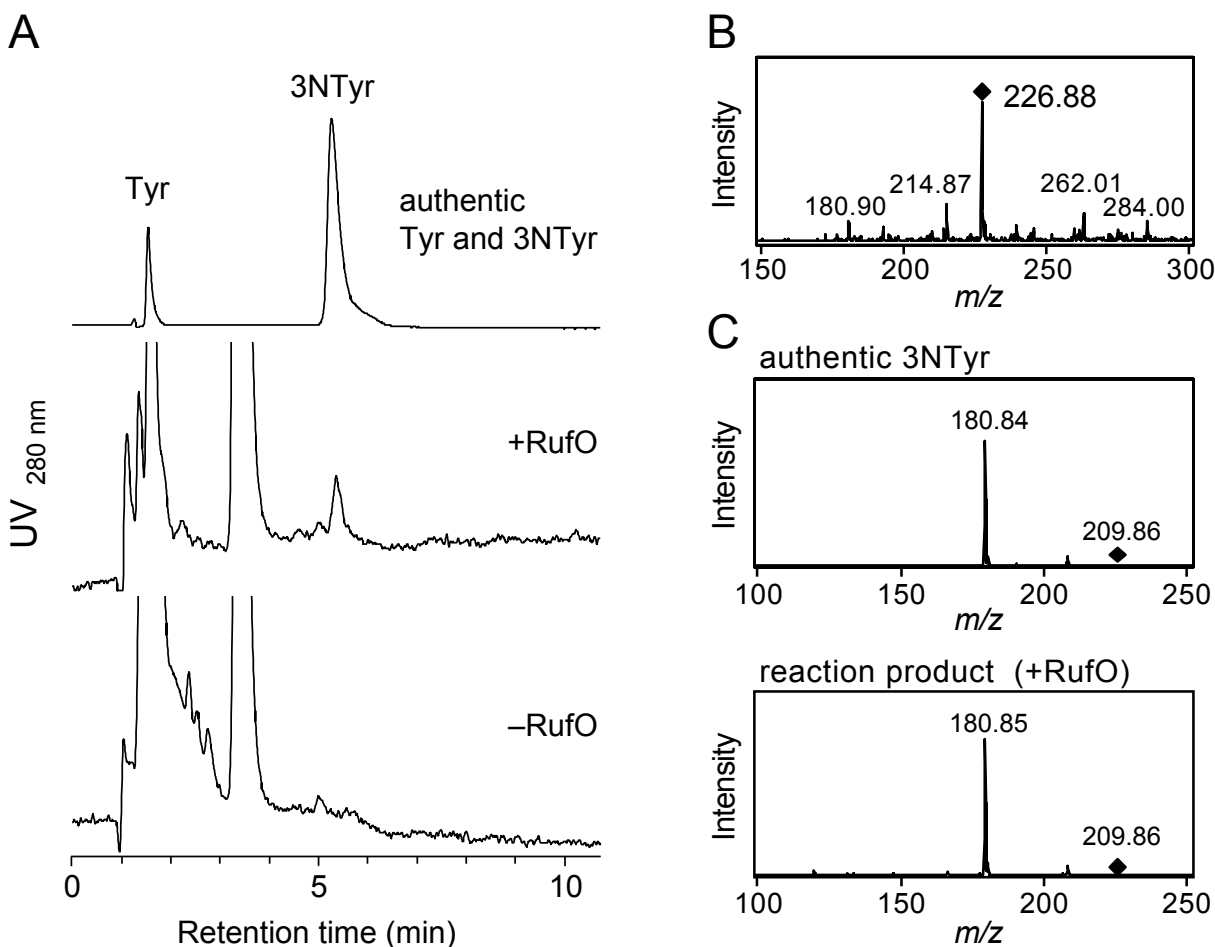 A
3NTyr
Tyr
authentic
Tyr and 3NTyr
+RufO
–RufO
UV 280 nm
0 5 10
Retention time (min)
B
◆ 226.88
214.87
180.90
262.01
284.00
Intensity
150 200 250 300
m/z
C
authentic 3NTyr
180.84
209.86
◆
Intensity
100 150 200 250
m/z
reaction product (+RufO)
180.85
209.86
◆
Intensity
100 150 200 250
m/z